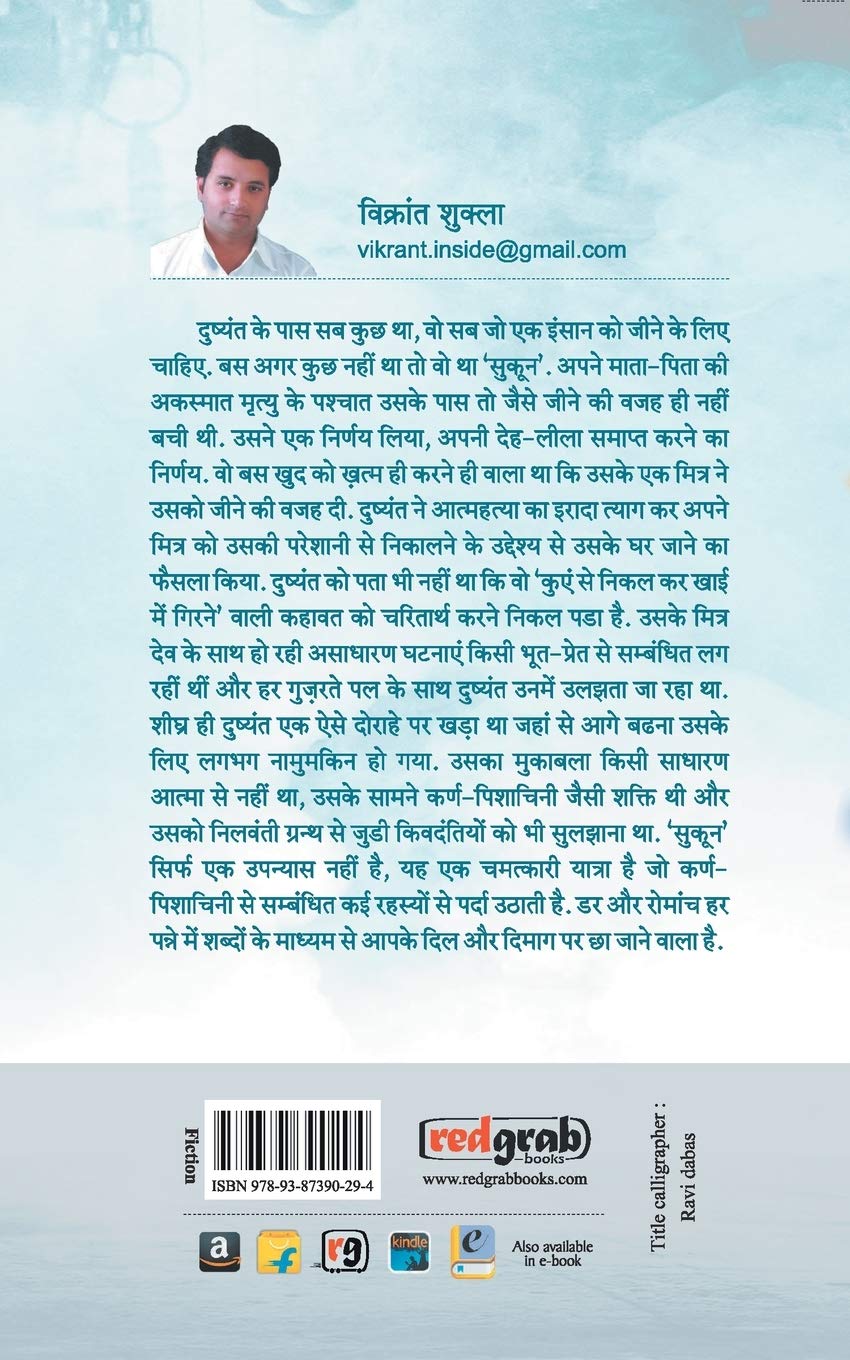 विक्रांत शुक्ला
vikrant.inside@gmail.com
दुष्यंत के पास सब कुछ था, वो सब जो एक इंसान को जीने के लिए
चाहिए. बस अगर कुछ नहीं था तो वो था ‘सुकून’. अपने माता-पिता की
अकस्मात मृत्यु के पश्चात उसके पास तो जैसे जीने की वजह ही नहीं
बची थी. उसने एक निर्णय लिया, अपनी देह-लीला समाप्त करने का
निर्णय. वो बस खुद को ख़त्म ही करने ही वाला था कि उसके एक मित्र ने
उसको जीने की वजह दी. दुष्यंत ने आत्महत्या का इरादा त्याग कर अपने
मित्र को उसकी परेशानी से निकालने के उद्देश्य से उसके घर जाने का
फैसला किया. दुष्यंत को पता भी नहीं था कि वो ‘कुएं से निकल कर खाई
में गिरने’ वाली कहावत को चरितार्थ करने निकल पडा है. उसके मित्र
देव के साथ हो रही असाधारण घटनाएं किसी भूत-प्रेत से सम्बंधित लग
रहीं थीं और हर गुज़रते पल के साथ दुष्यंत उनमें उलझता जा रहा था.
शीघ्र ही दुष्यंत एक ऐसे दोराहे पर खड़ा था जहां से आगे बढना उसके
लिए लगभग नामुमकिन हो गया. उसका मुकाबला किसी साधारण
आत्मा से नहीं था, उसके सामने कर्ण-पिशाचिनी जैसी शक्ति थी और
उसको निलवंती ग्रन्थ से जुडी किवदंतियों को भी सुलझाना था. ‘सुकून’
सिर्फ एक उपन्यास नहीं है, यह एक चमत्कारी यात्रा है जो कर्ण-
पिशाचिनी से सम्बंधित कई रहस्यों से पर्दा उठाती है. डर और रोमांच हर
पन्ने में शब्दों के माध्यम से आपके दिल और दिमाग पर छा जाने वाला है.
Fiction
ISBN 978-93-87390-29-4
redgrab
books
www.redgrabbooks.com
Title calligrapher :
Ravi dabas
a
f
rg
kindle
e
Also available
in e-book